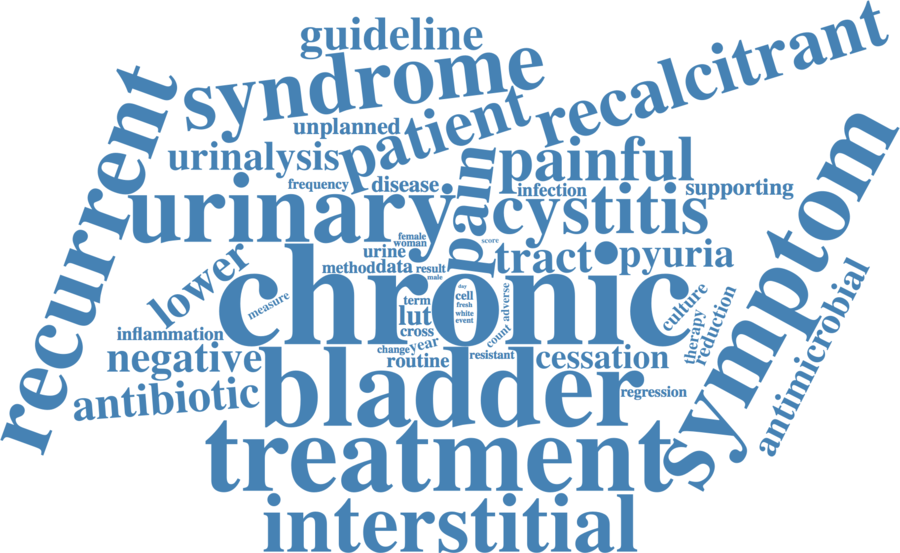 guideline
syndrome
recalcitrant
recurrent
unplanned
patient
urinalysis
painful
frequency
disease
pain
infection
supporting
symptom
urinary
cystitis
female
woman
score
urine
tract
pyuria
method
data
result
male
lower
chronic
measure
day
cell
fresh
white
event
adverse
term
lut
cross
count
culture
therapy
reduction
antimicrobial
inflammation
change
year
negative
routine
resistant
cessation
antibiotic
bladder
regression
treatment
interstitial